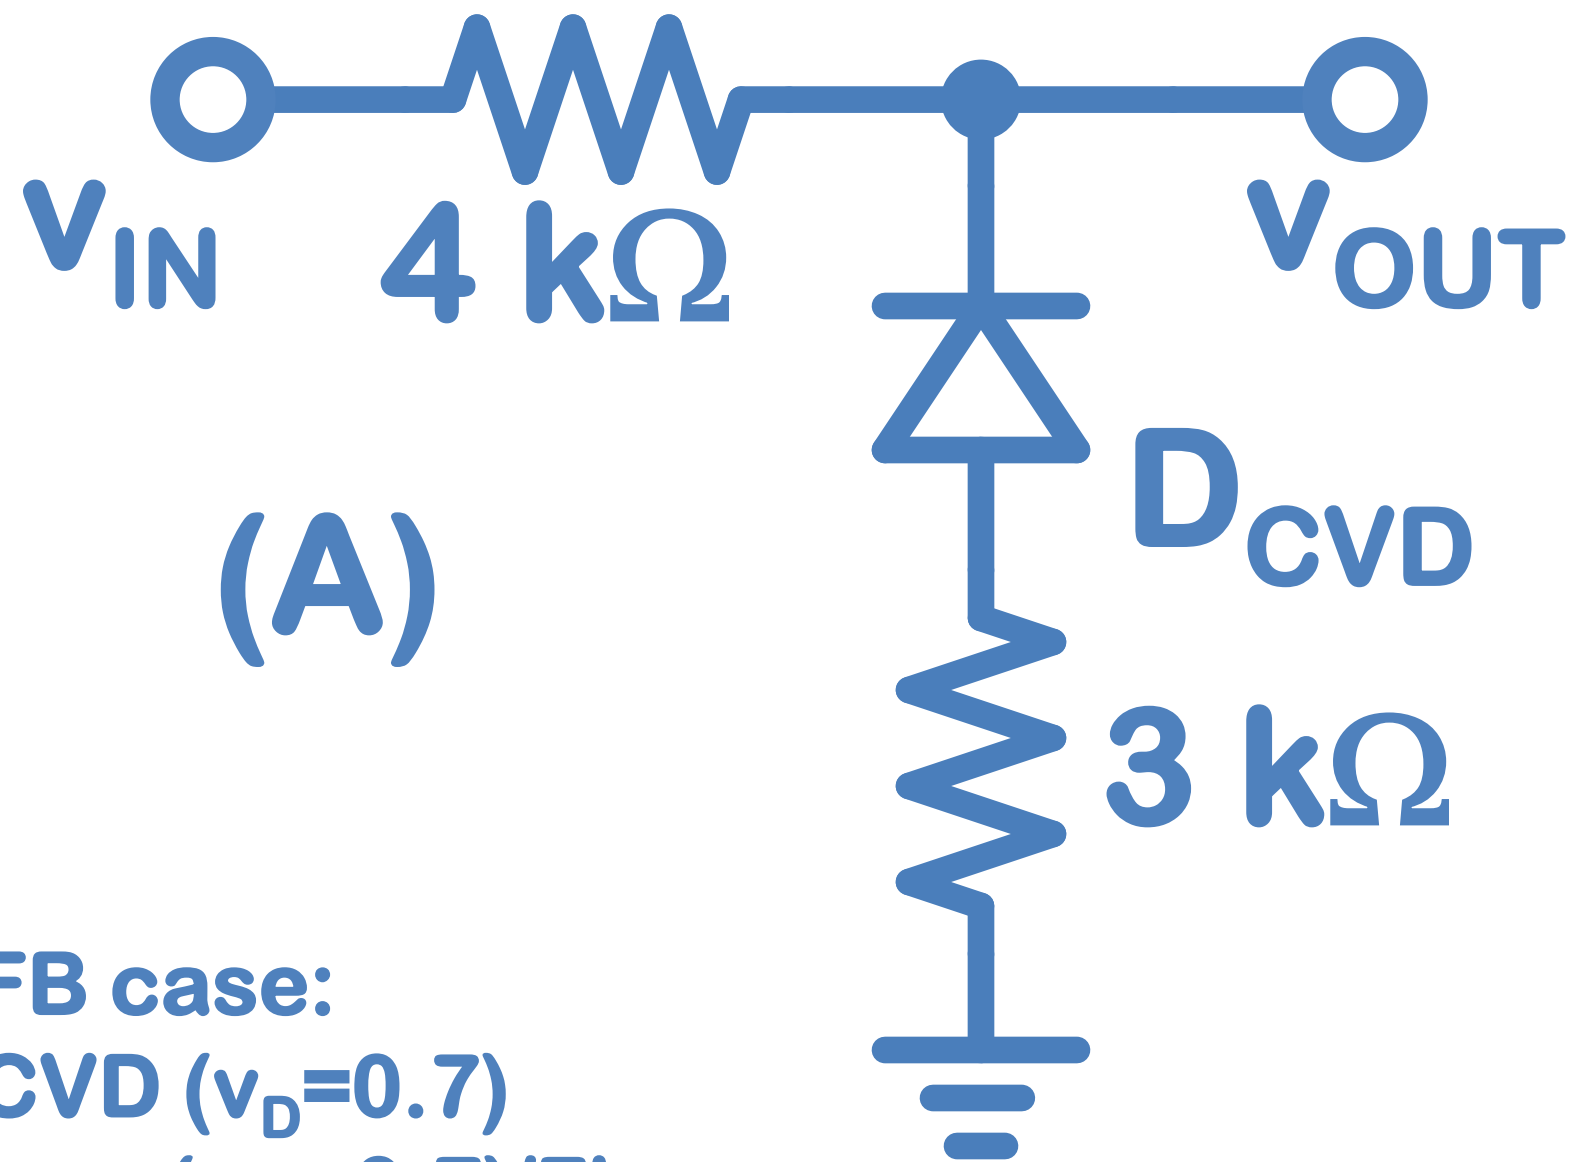 4 kΩ
vIN
vOUT
DCVD
(A)
3 kΩ
FB case:
CVD (vD=0.7)